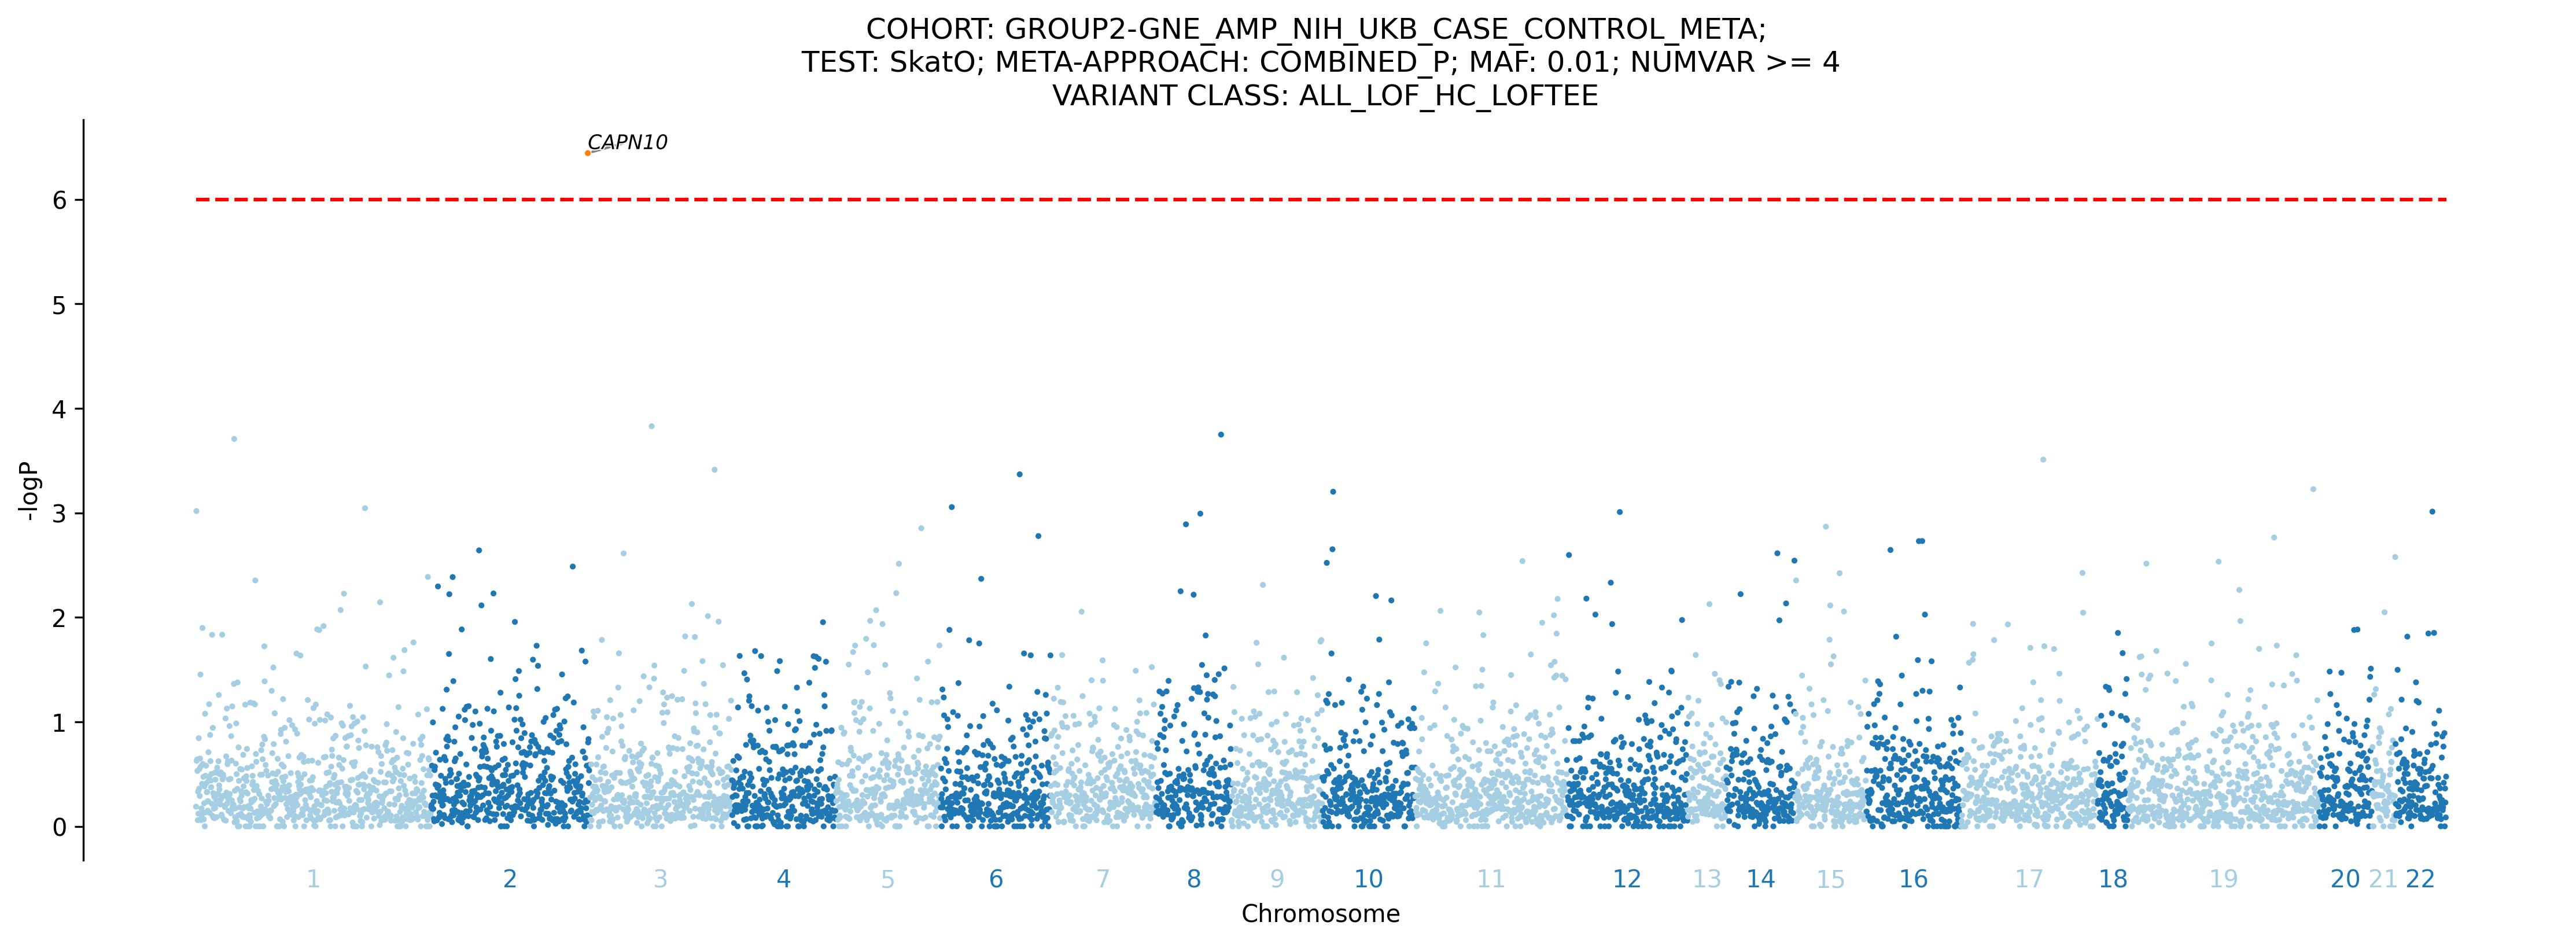 COHORT: GROUP2-GNE_AMP_NIH_UKB_CASE_CONTROL_META;
TEST: SkatO; META-APPROACH: COMBINED_P; MAF: 0.01; NUMVAR >= 4
VARIANT CLASS: ALL_LOF_HC_LOFTEE
CAPN10
6
5
4
3
2
1
0
-logP
1 2 3 4 5 6 7 8 9 10 11 12 13 14 15 16 17 18 19 20 21 22
Chromosome